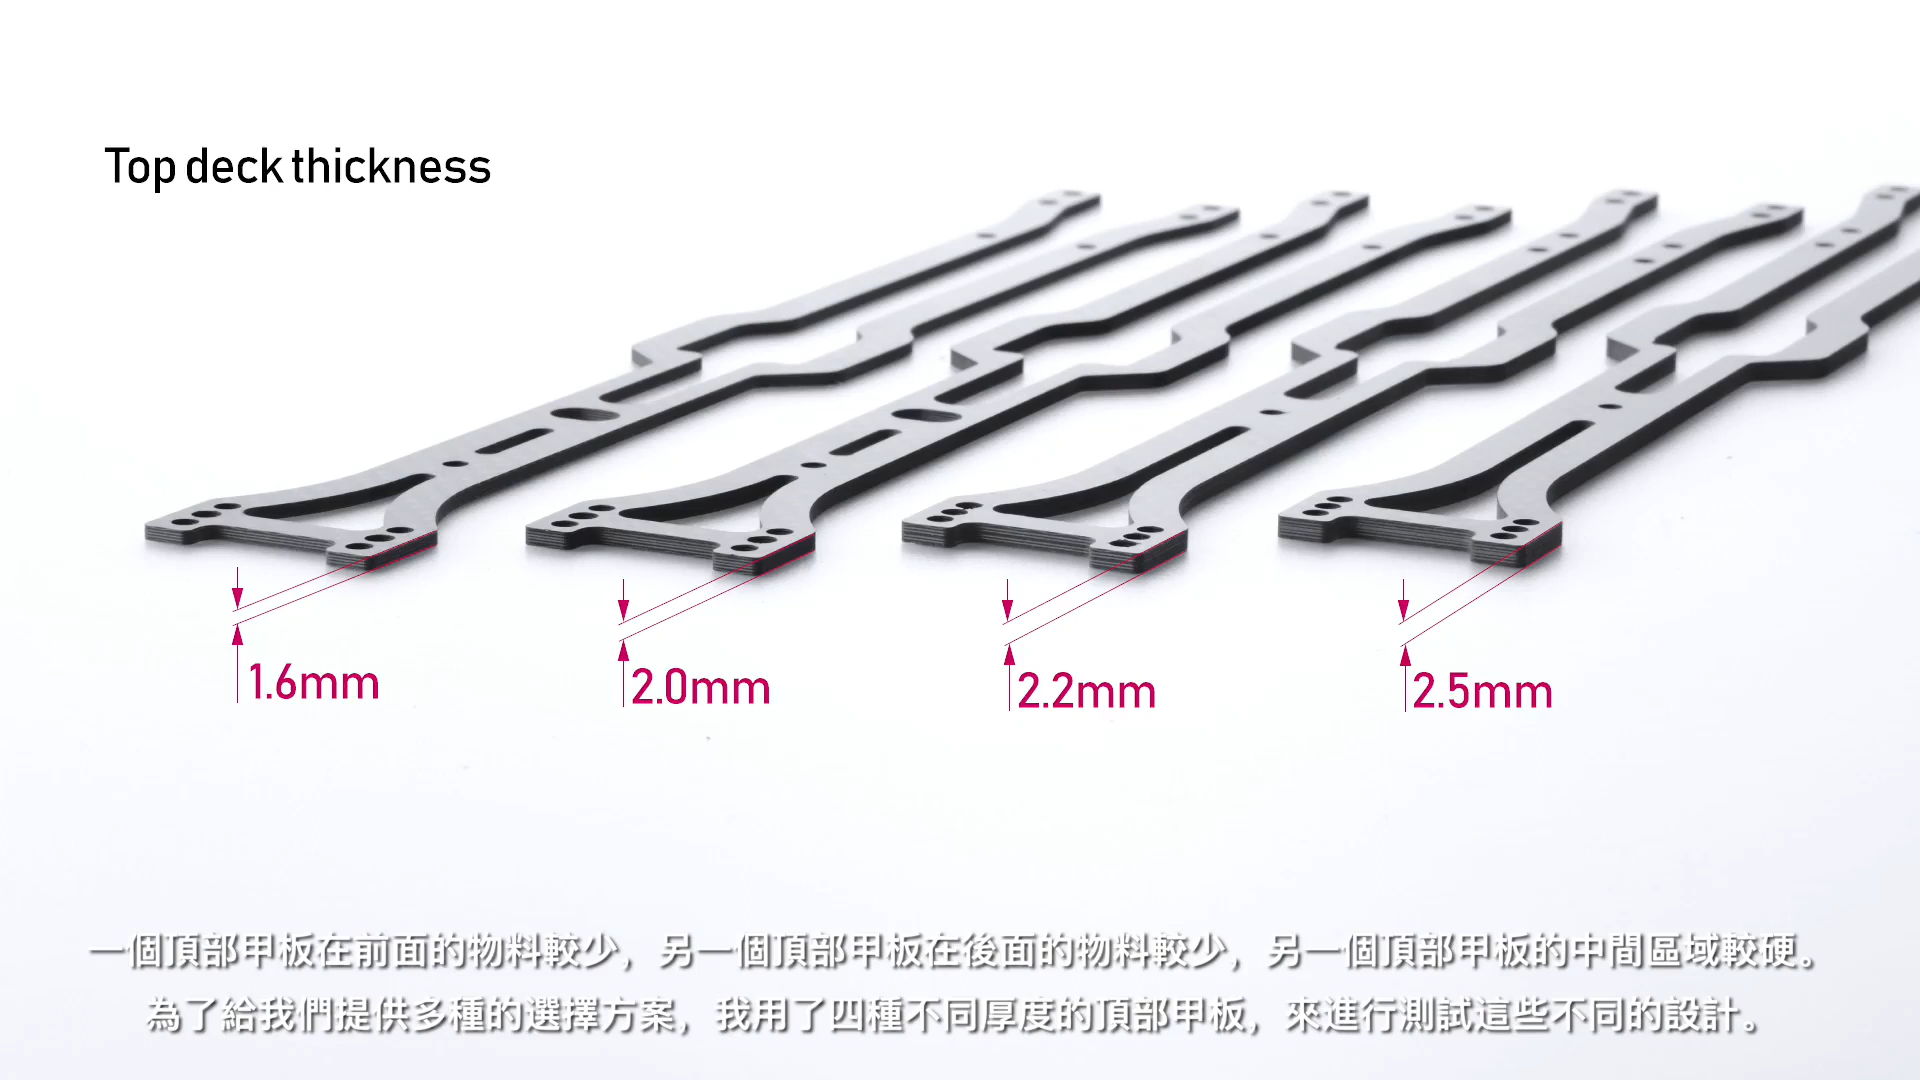 Top deck thickness
1.6mm
2.0mm
2.2mm
2.5mm
一個頂部甲板在前面的物料較少，另一個頂部甲板在後面的物料較少，另一個頂部甲板的中間區域較硬。
為了給我們提供多種的選擇方案，我用了四種不同厚度的頂部甲板，來進行測試這些不同的設計。